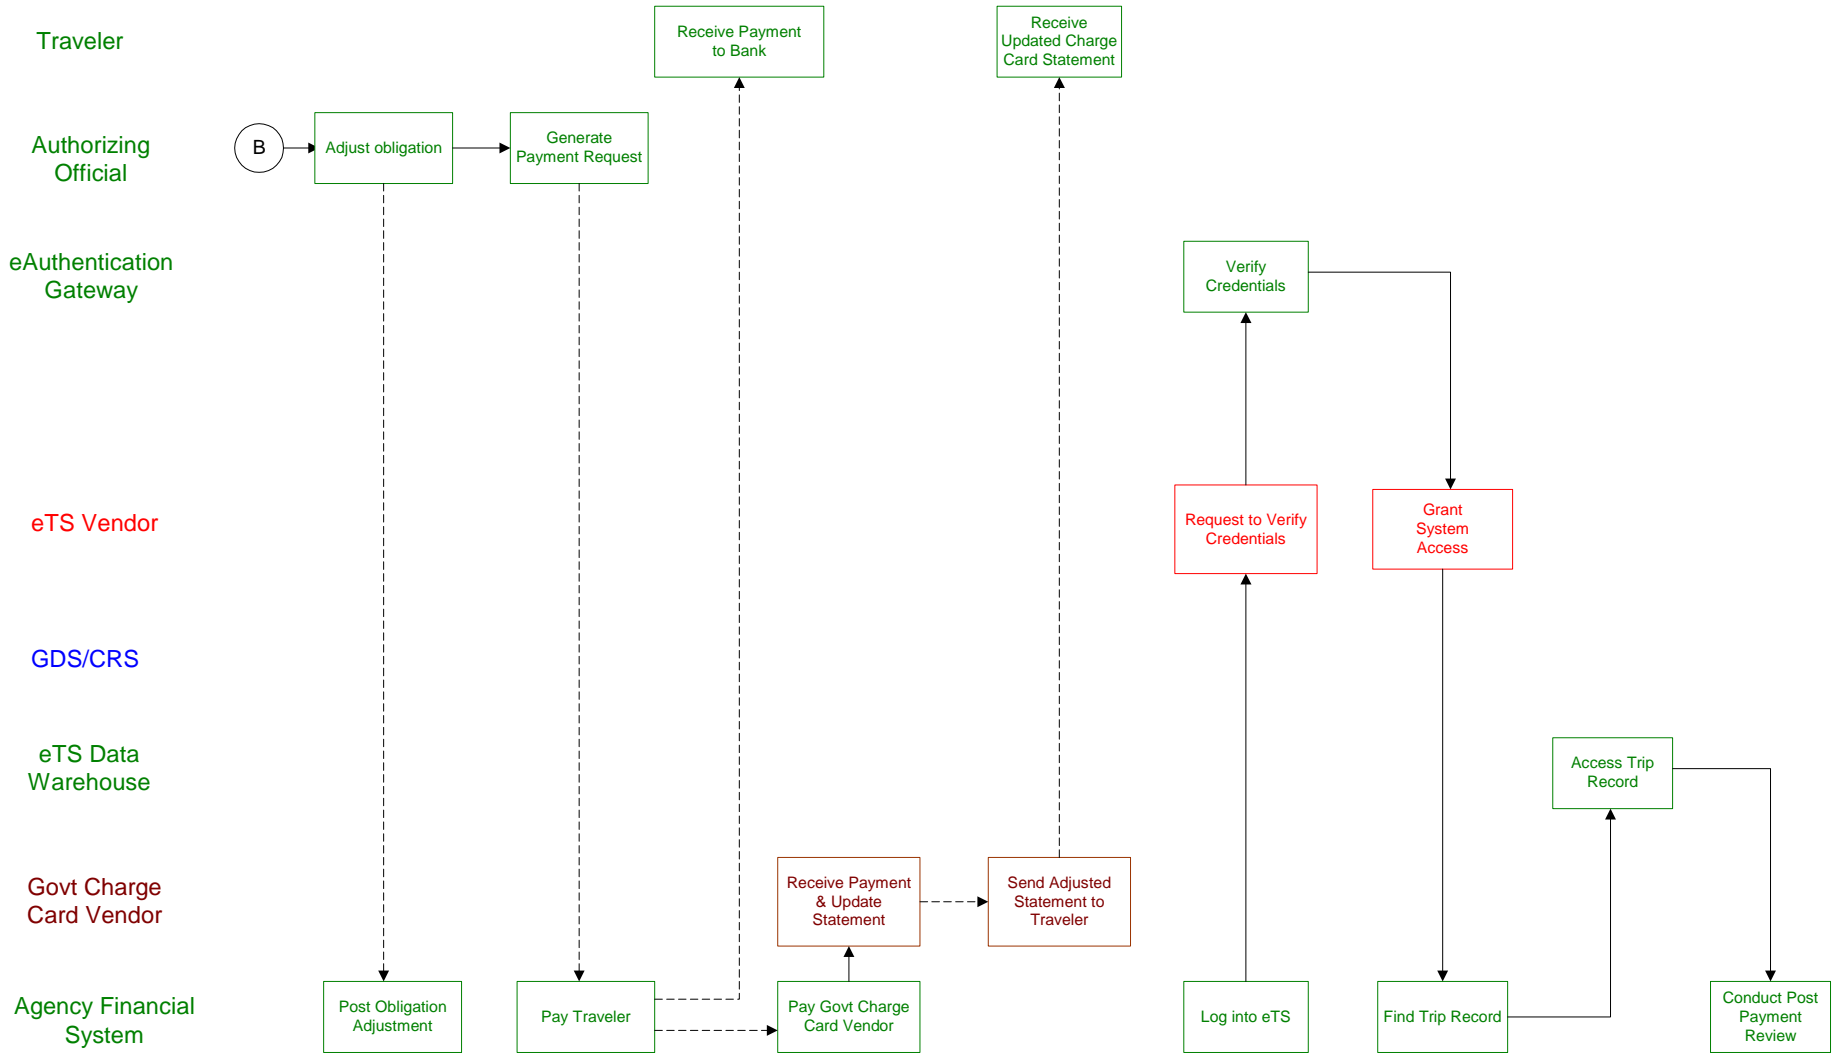 Traveler
Receive Payment
to Bank
Receive
Updated Charge
Card Statement
Authorizing
Official
B
Adjust obligation
Generate
Payment Request
eAuthentication
Gateway
Verify
Credentials
eTS Vendor
Request to Verify
Credentials
Grant
System
Access
GDS/CRS
eTS Data
Warehouse
Access Trip
Record
Govt Charge
Card Vendor
Receive Payment
& Update
Statement
Send Adjusted
Statement to
Traveler
Agency Financial
System
Post Obligation
Adjustment
Pay Traveler
Pay Govt Charge
Card Vendor
Log into eTS
Find Trip Record
Conduct Post
Payment
Review